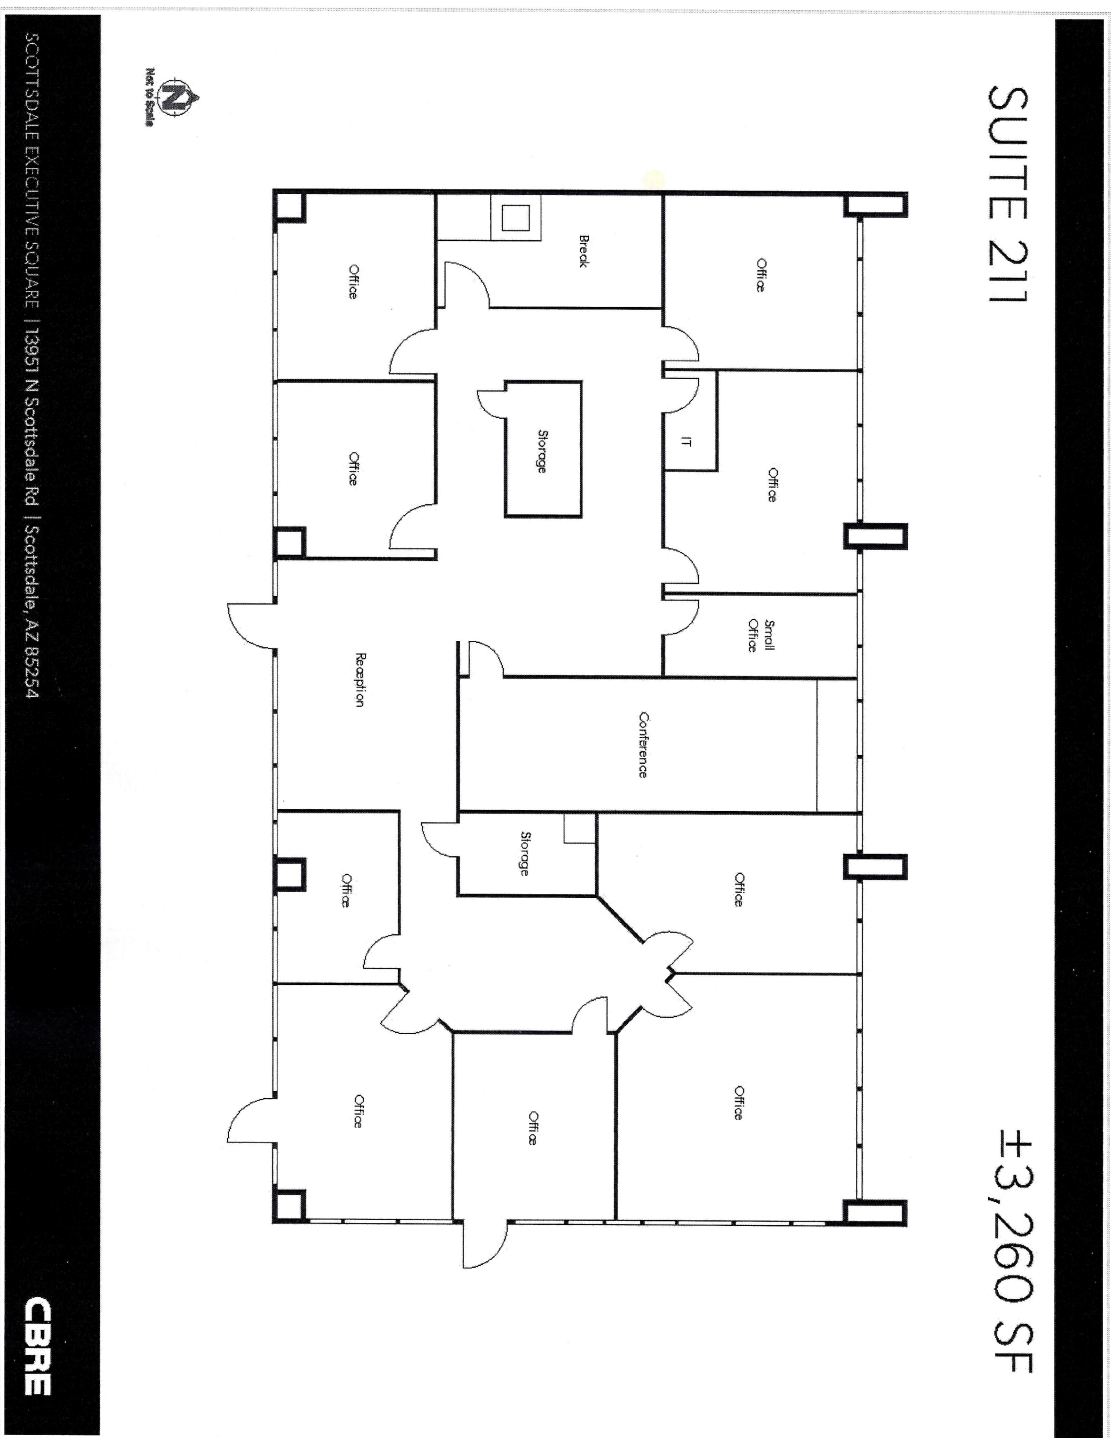 SUITE 211
±3,260 SF
Office
Office
Small
Office
Office
Office
IT
Break
Storage
Conference
Storage
Office
Office
Office
Reception
Office
Office
N
Not to Scale
SCOTTSDALE EXECUTIVE SQUARE | 13951 N Scottsdale Rd | Scottsdale, AZ 85254
CBRE